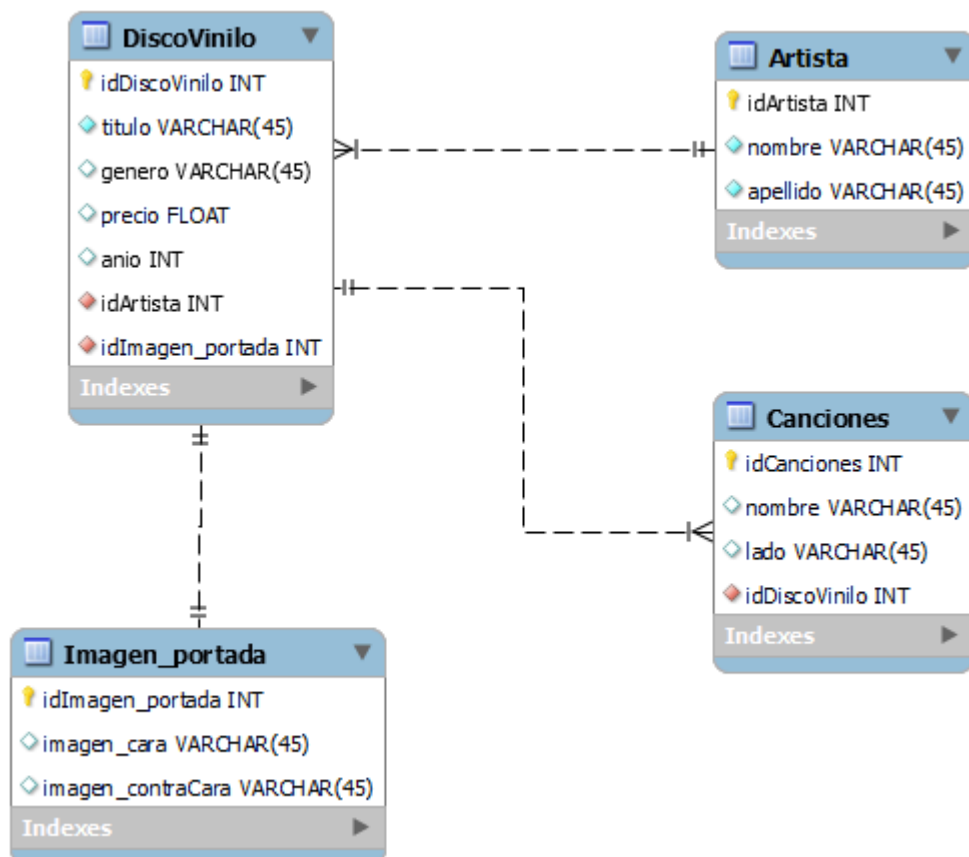 DiscoVinilo
idDiscoVinilo INT
titulo VARCHAR(45)
genero VARCHAR(45)
precio FLOAT
anio INT
idArtista INT
idImagen_portada INT
Indexes
Artista
idArtista INT
nombre VARCHAR(45)
apellido VARCHAR(45)
Indexes
Canciones
idCanciones INT
nombre VARCHAR(45)
lado VARCHAR(45)
idDiscoVinilo INT
Indexes
Imagen_portada
idImagen_portada INT
imagen_cara VARCHAR(45)
imagen_contraCara VARCHAR(45)
Indexes